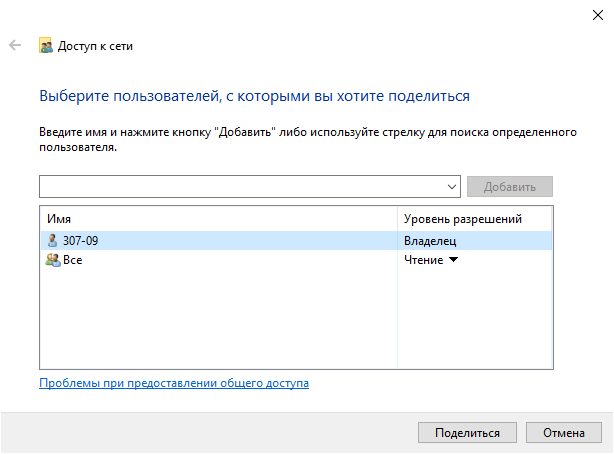 Доступ к сети
Выберите пользователей, с которыми вы хотите поделиться
Введите имя и нажмите кнопку "Добавить" либо используйте стрелку для поиска определенного
пользователя.
Добавить
Имя Уровень разрешений
307-09 Владелец
Все Чтение
Проблемы при предоставлении общего доступа
Поделиться Отмена